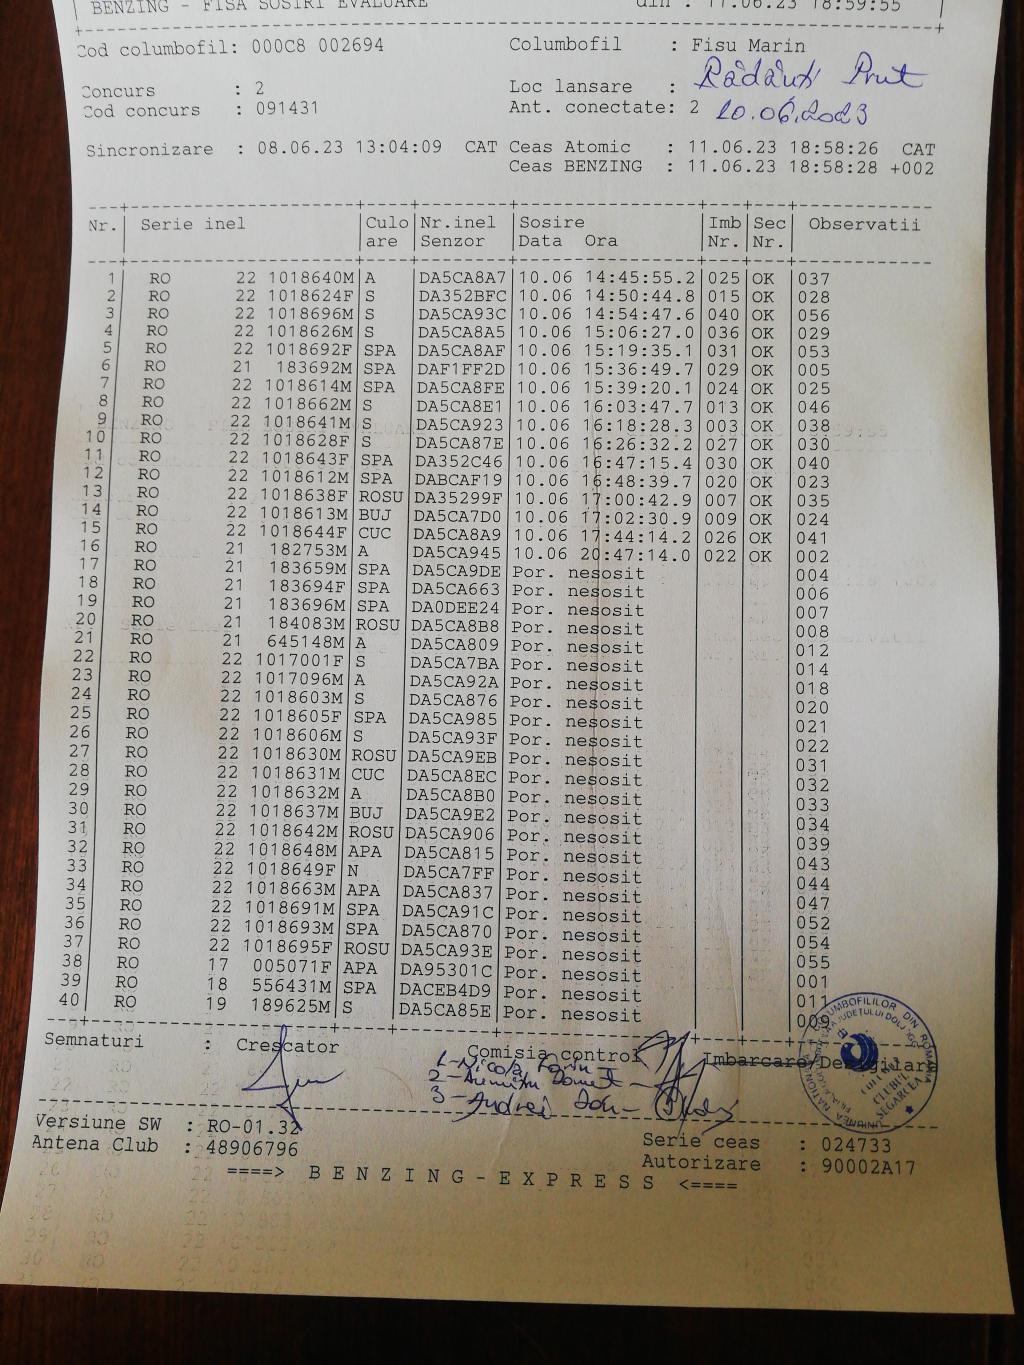 BENZING - FISA SOSIRI EVALUARE din : 11.06.23 18:59:55
Cod columbofil: 000C8 002694 Columbofil : Fisu Marin
Concurs : 2 Loc lansare : Rădăuți Prut
Cod concurs : 091431 Ant. conectate: 2 10.06.2023
Sincronizare : 08.06.23 13:04:09 CAT Ceas Atomic : 11.06.23 18:58:26 CAT
Ceas BENZING : 11.06.23 18:58:28 +002
Nr. Serie inel Culo Nr.inel Sosire Imb Sec Observatii
are Senzor Data Ora Nr. Nr.
1 RO 22 1018640M A DA5CA8A7 10.06 14:45:55.2 025 OK 037
2 RO 22 1018624F S DA352BFC 10.06 14:50:44.8 015 OK 028
3 RO 22 1018696M S DA5CA93C 10.06 14:54:47.6 040 OK 056
4 RO 22 1018626M S DA5CA8A5 10.06 15:06:27.0 036 OK 029
5 RO 22 1018692F SPA DA5CA8AF 10.06 15:19:35.1 031 OK 053
6 RO 21 183692M SPA DAF1FF2D 10.06 15:36:49.7 029 OK 005
7 RO 22 1018614M SPA DA5CA8FE 10.06 15:39:20.1 024 OK 025
8 RO 22 1018662M S DA5CA8E1 10.06 16:03:47.7 013 OK 046
9 RO 22 1018641M S DA5CA923 10.06 16:18:28.3 003 OK 038
10 RO 22 1018628F S DA5CA87E 10.06 16:26:32.2 027 OK 030
11 RO 22 1018643F SPA DA352C46 10.06 16:47:15.4 030 OK 040
12 RO 22 1018612M SPA DABCAF19 10.06 16:48:39.7 020 OK 023
13 RO 22 1018638F ROSU DA35299F 10.06 17:00:42.9 007 OK 035
14 RO 22 1018613M BUJ DA5CA7D0 10.06 17:02:30.9 009 OK 024
15 RO 22 1018644F CUC DA5CA8A9 10.06 17:44:14.2 026 OK 041
16 RO 21 182753M A DA5CA945 10.06 20:47:14.0 022 OK 002
17 RO 21 183659M SPA DA5CA9DE Por. nesosit 004
18 RO 21 183694F SPA DA5CA663 Por. nesosit 006
19 RO 21 183696M SPA DA0DEE24 Por. nesosit 007
20 RO 21 184083M ROSU DA5CA8B8 Por. nesosit 008
21 RO 21 645148M A DA5CA809 Por. nesosit 012
22 RO 22 1017001F S DA5CA7BA Por. nesosit 014
23 RO 22 1017096M A DA5CA92A Por. nesosit 018
24 RO 22 1018603M S DA5CA876 Por. nesosit 020
25 RO 22 1018605F SPA DA5CA985 Por. nesosit 021
26 RO 22 1018606M S DA5CA93F Por. nesosit 022
27 RO 22 1018630M ROSU DA5CA9EB Por. nesosit 031
28 RO 22 1018631M CUC DA5CA8EC Por. nesosit 032
29 RO 22 1018632M A DA5CA8B0 Por. nesosit 033
30 RO 22 1018637M BUJ DA5CA9E2 Por. nesosit 034
31 RO 22 1018642M ROSU DA5CA906 Por. nesosit 039
32 RO 22 1018648M APA DA5CA815 Por. nesosit 043
33 RO 22 1018649F N DA5CA7FF Por. nesosit 044
34 RO 22 1018663M APA DA5CA837 Por. nesosit 047
35 RO 22 1018691M SPA DA5CA91C Por. nesosit 052
36 RO 22 1018693M SPA DA5CA870 Por. nesosit 054
37 RO 22 1018695F ROSU DA5CA93E Por. nesosit 055
38 RO 17 005071F APA DA95301C Por. nesosit 001
39 RO 18 556431M SPA DACEB4D9 Por. nesosit 011
40 RO 19 189625M S DA5CA85E Por. nesosit 009
Semnaturi : Crescator Comisia control Imbarcare/Desigilare
1-
2-
3- Andrei Ion
CLUBUL
SEGARCEA
Versiune SW : RO-01.32 Serie ceas : 024733
Antena Club : 48906796 Autorizare : 90002A17
====> BENZING-EXPRESS <====